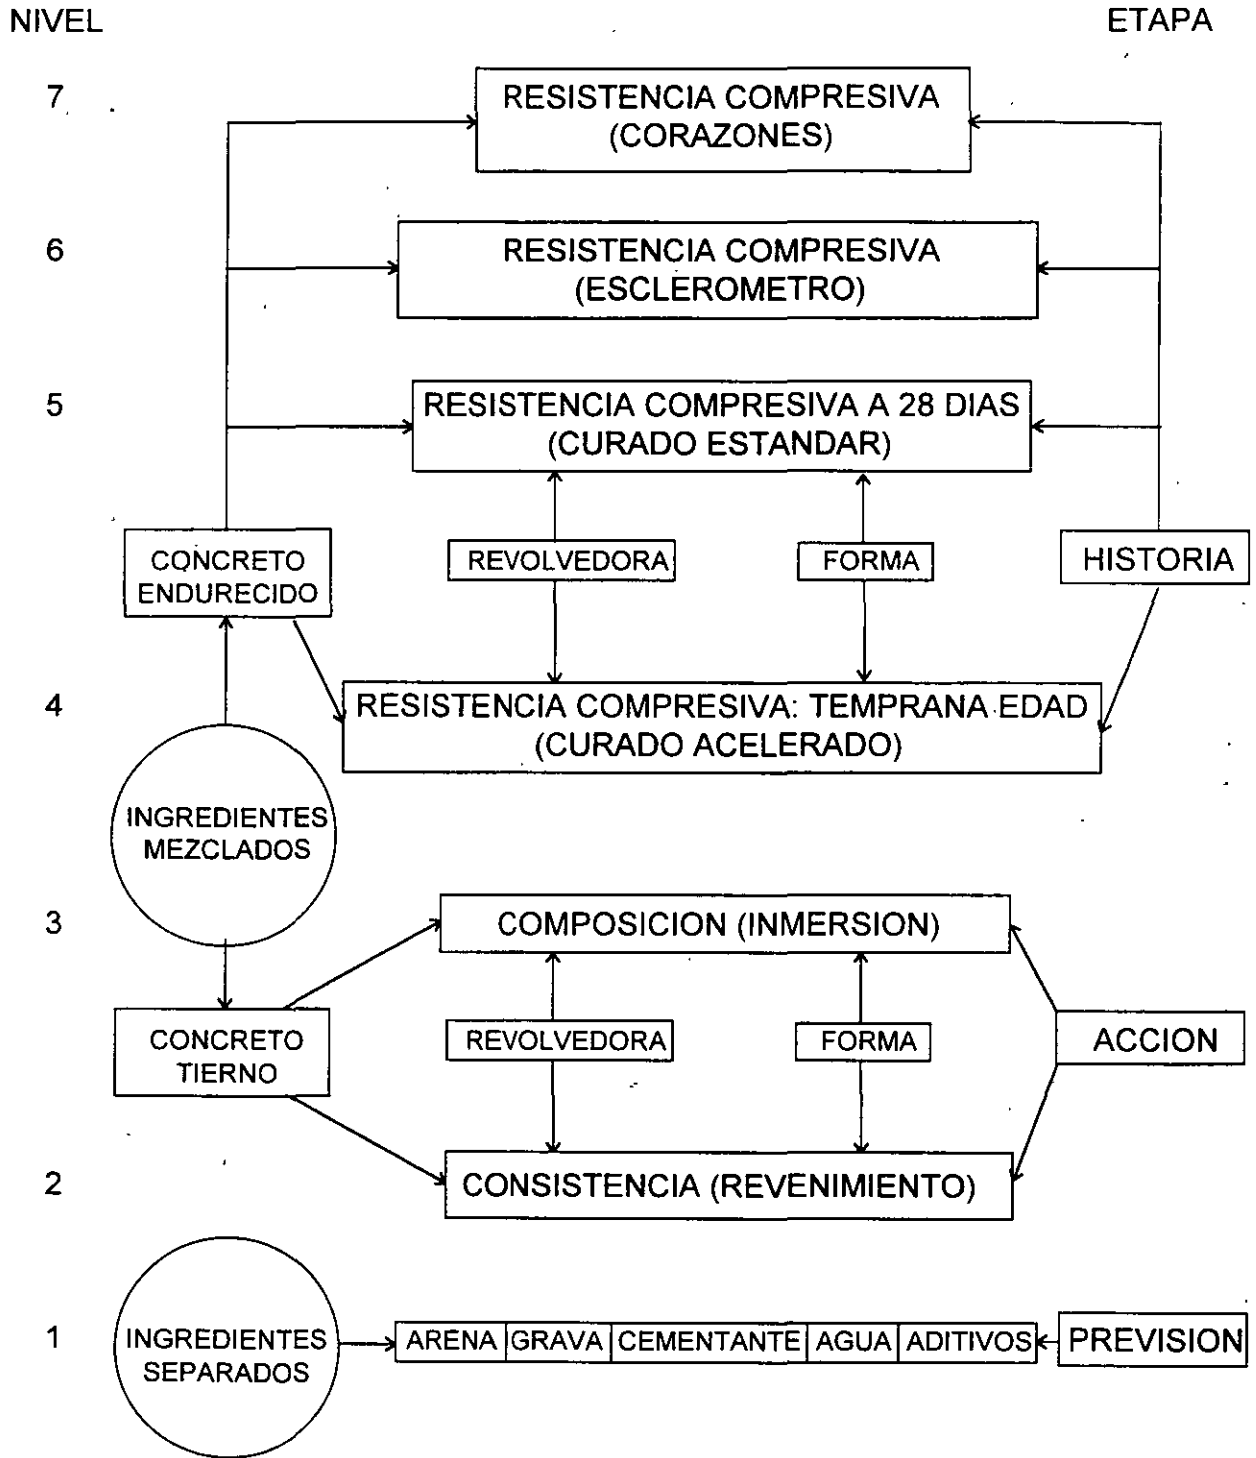 NIVEL
ETAPA
7
RESISTENCIA COMPRESIVA
(CORAZONES)
6
RESISTENCIA COMPRESIVA
(ESCLEROMETRO)
5
RESISTENCIA COMPRESIVA A 28 DIAS
(CURADO ESTANDAR)
CONCRETO
ENDURECIDO
REVOLVEDORA
FORMA
HISTORIA
4
RESISTENCIA COMPRESIVA: TEMPRANA EDAD
(CURADO ACELERADO)
INGREDIENTES
MEZCLADOS
3
COMPOSICION (INMERSION)
CONCRETO
TIERNO
REVOLVEDORA
FORMA
ACCION
2
CONSISTENCIA (REVENIMIENTO)
1
INGREDIENTES
SEPARADOS
ARENA GRAVA CEMENTANTE AGUA ADITIVOS
PREVISION